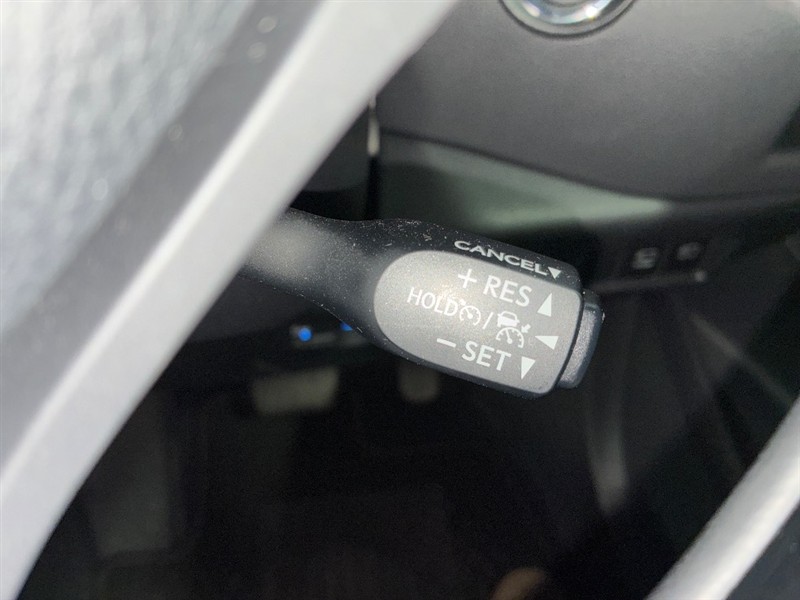 CANCEL▼
+ RES ▲
HOLD / ◀
− SET ▼